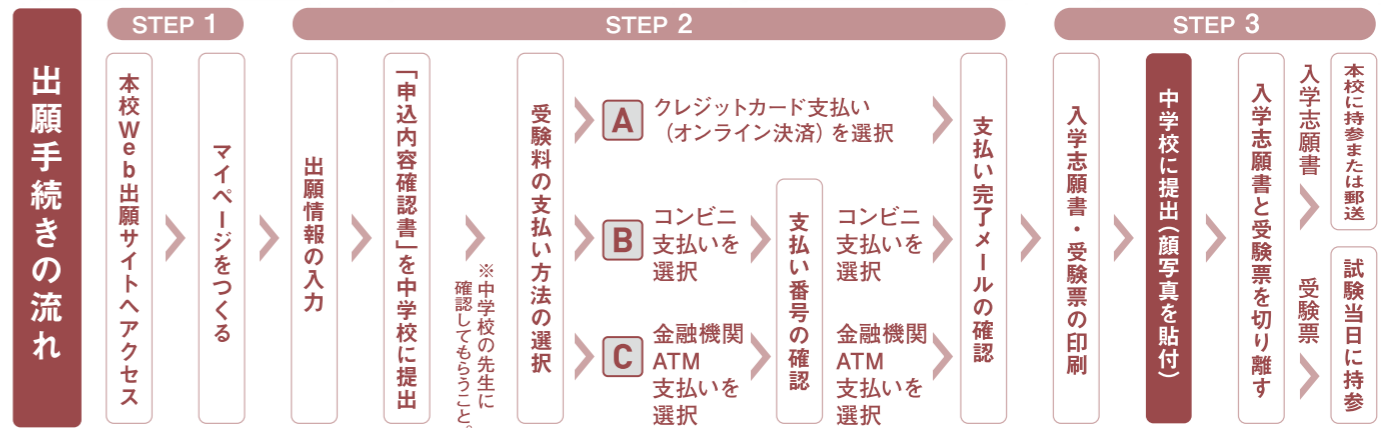 出願手続きの流れ
STEP 1
本校Web出願サイトへアクセス
マイページをつくる
STEP 2
出願情報の入力
「申込内容確認書」を中学校に提出
※中学校の先生に
確認してもらうこと。
受験料の支払い方法の選択
A
クレジットカード支払い
（オンライン決済）を選択
B
コンビニ
支払いを
選択
C
金融機関
ATM
支払いを
選択
支払い番号の確認
コンビニ
支払いを
選択
金融機関
ATM
支払いを
選択
支払い完了メールの確認
STEP 3
入学志願書・受験票の印刷
中学校に提出（顔写真を貼付）
入学志願書と受験票を切り離す
入学志願書
本校に持参または郵送
受験票
試験当日に持参